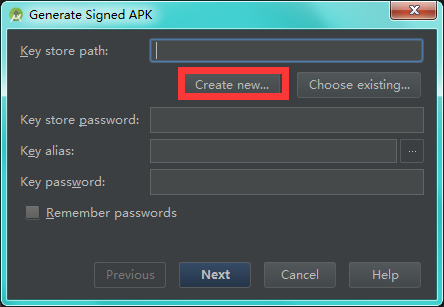 Generate Signed APK
Key store path:
Create new...
Choose existing...
Key store password:
Key alias:
...
Key password:
Remember passwords
Previous
Next
Cancel
Help